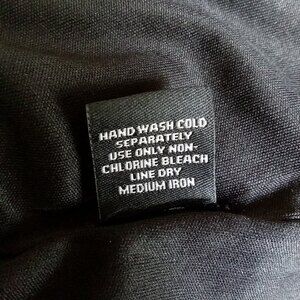 HAND WASH COLD
SEPARATELY
USE ONLY NON-
CHLORINE BLEACH
LINE DRY
MEDIUM IRON